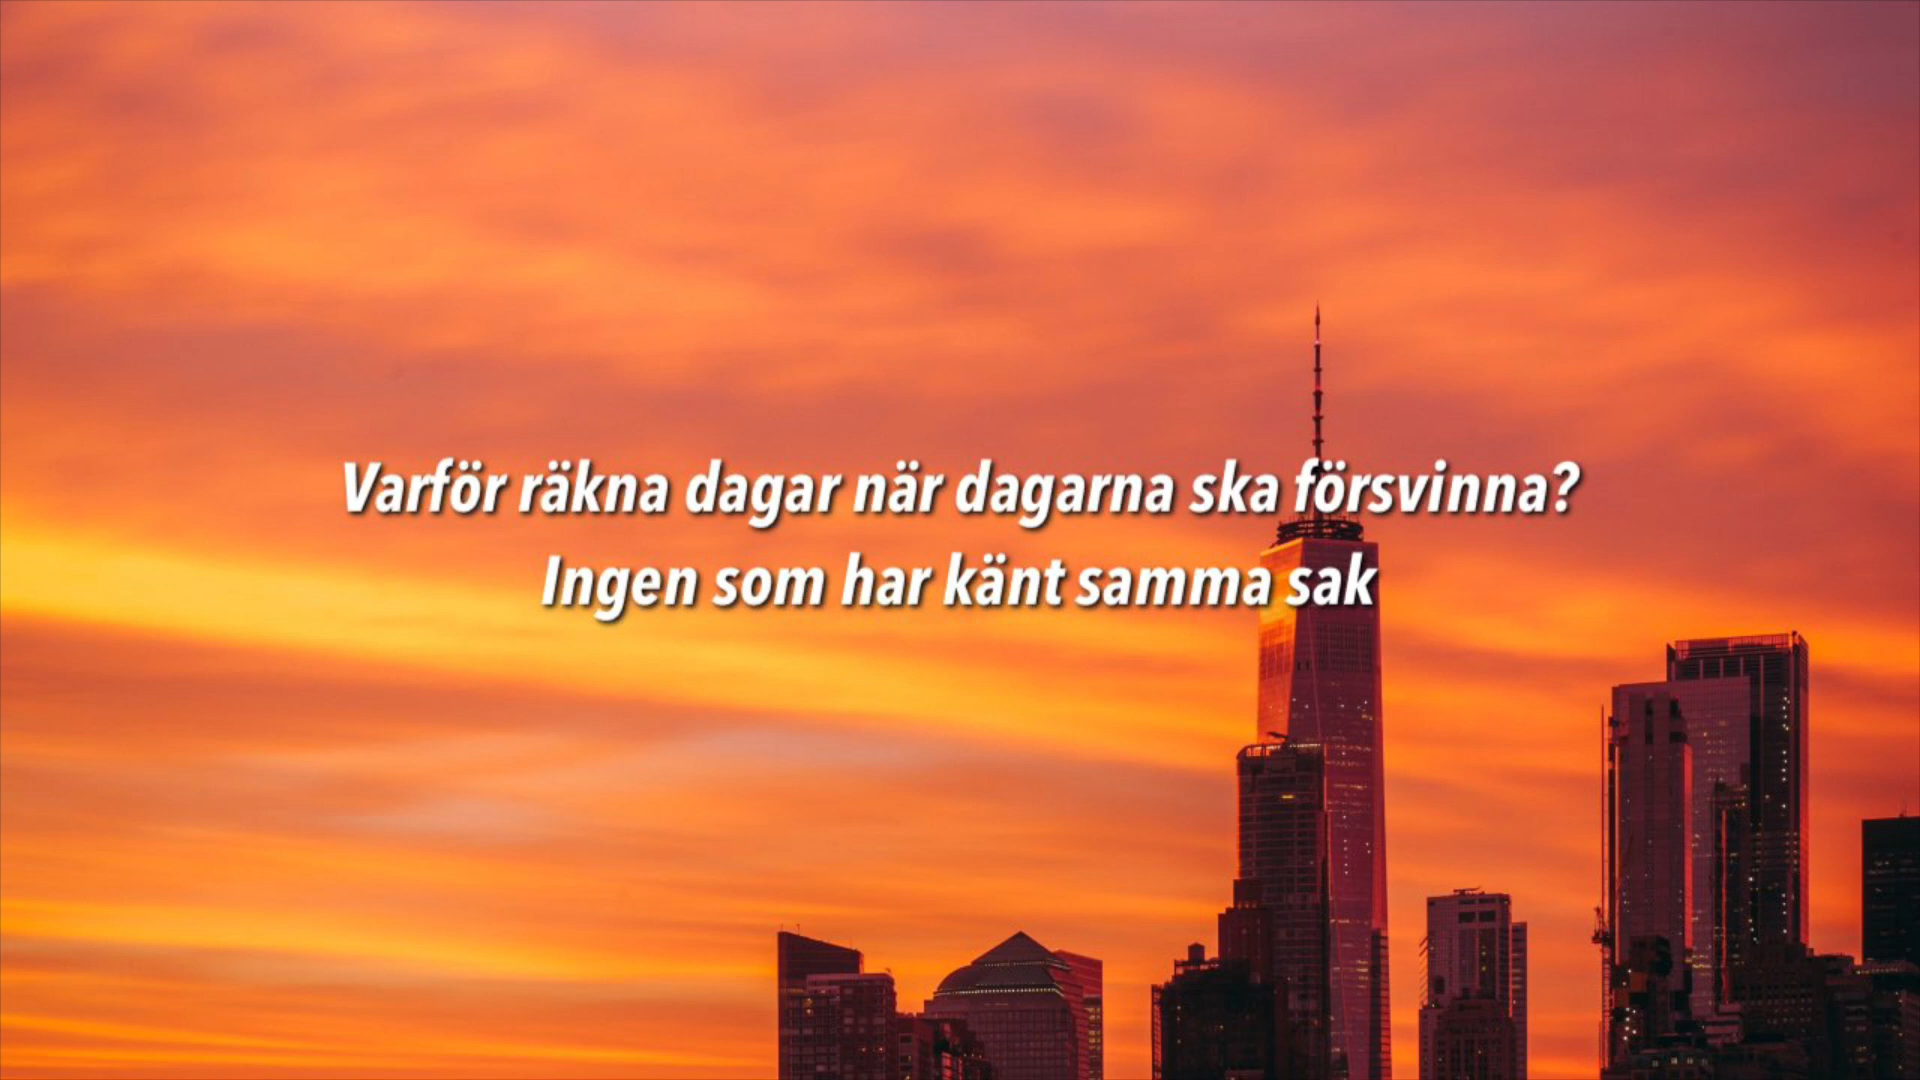 Varför räkna dagar när dagarna ska försvinna?
Ingen som har känt samma sak